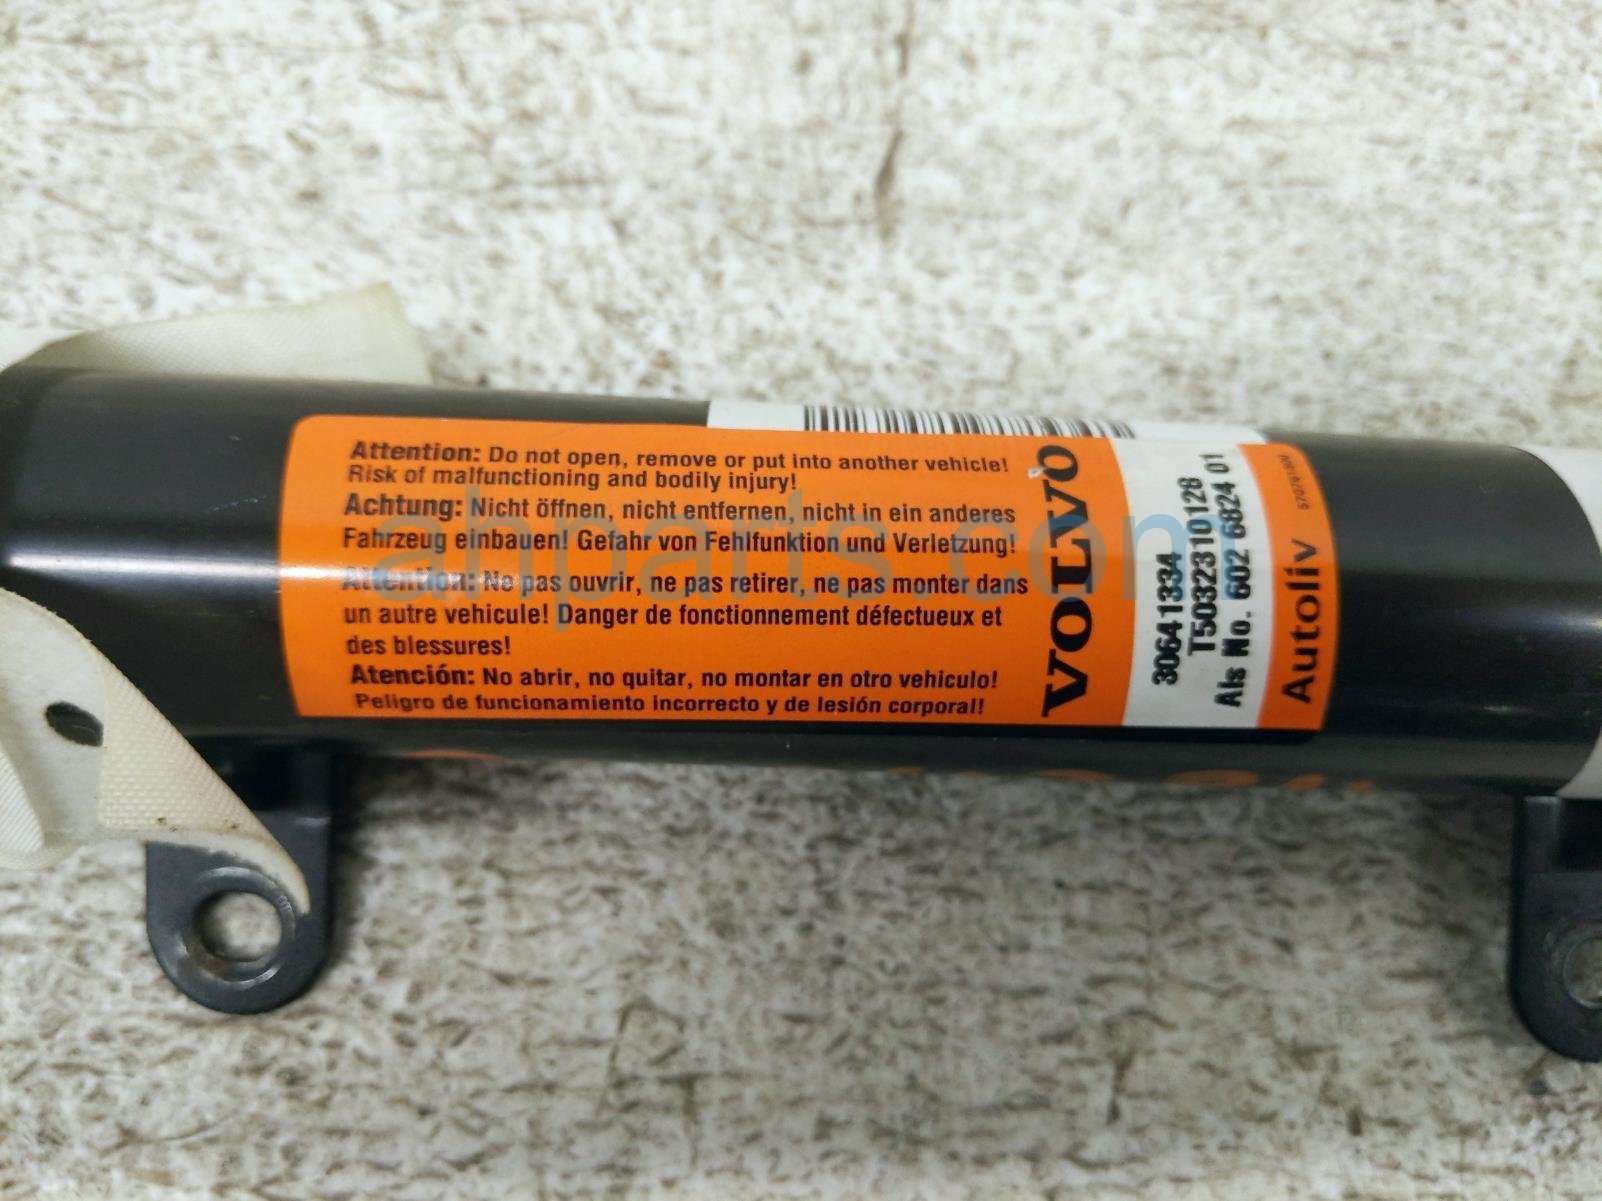 Attention: Do not open, remove or put into another vehicle!
Risk of malfunctioning and bodily injury!
Achtung: Nicht öffnen, nicht entfernen, nicht in ein anderes
Fahrzeug einbauen! Gefahr von Fehlfunktion und Verletzung!
Attention: Ne pas ouvrir, ne pas retirer, ne pas monter dans
un autre vehicule! Danger de fonctionnement défectueux et
des blessures!
Atención: No abrir, no quitar, no montar en otro vehiculo!
Peligro de funcionamiento incorrecto y de lesión corporal!
VOLVO
30641334
T50323110128
Als No. 602 6824 01
Autoliv
ahparts.com